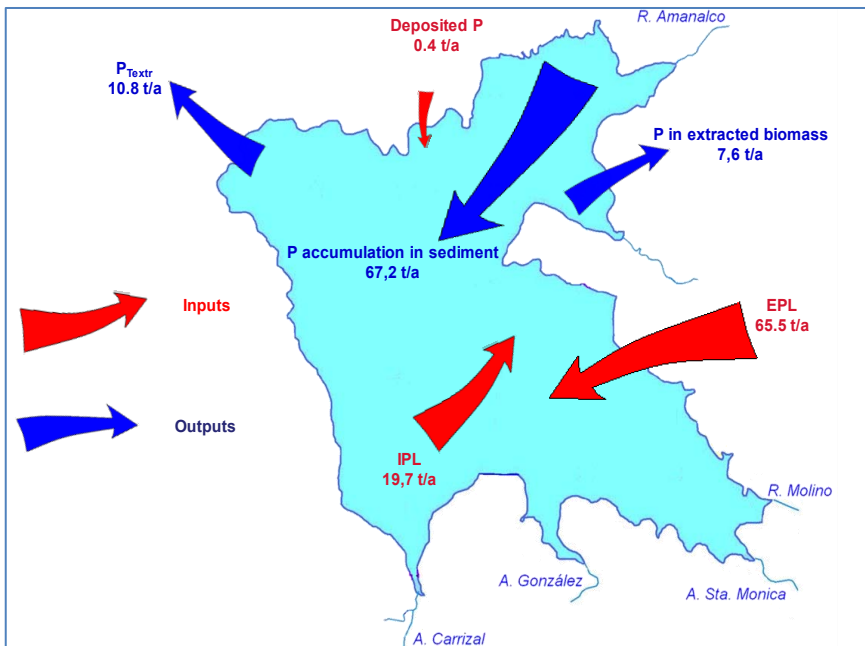 R. Amanalco
Deposited P
0.4 t/a
PTextr
10.8 t/a
P in extracted biomass
7,6 t/a
P accumulation in sediment
67,2 t/a
Inputs
EPL
65.5 t/a
Outputs
IPL
19,7 t/a
R. Molino
A. González
A. Sta. Monica
A. Carrizal